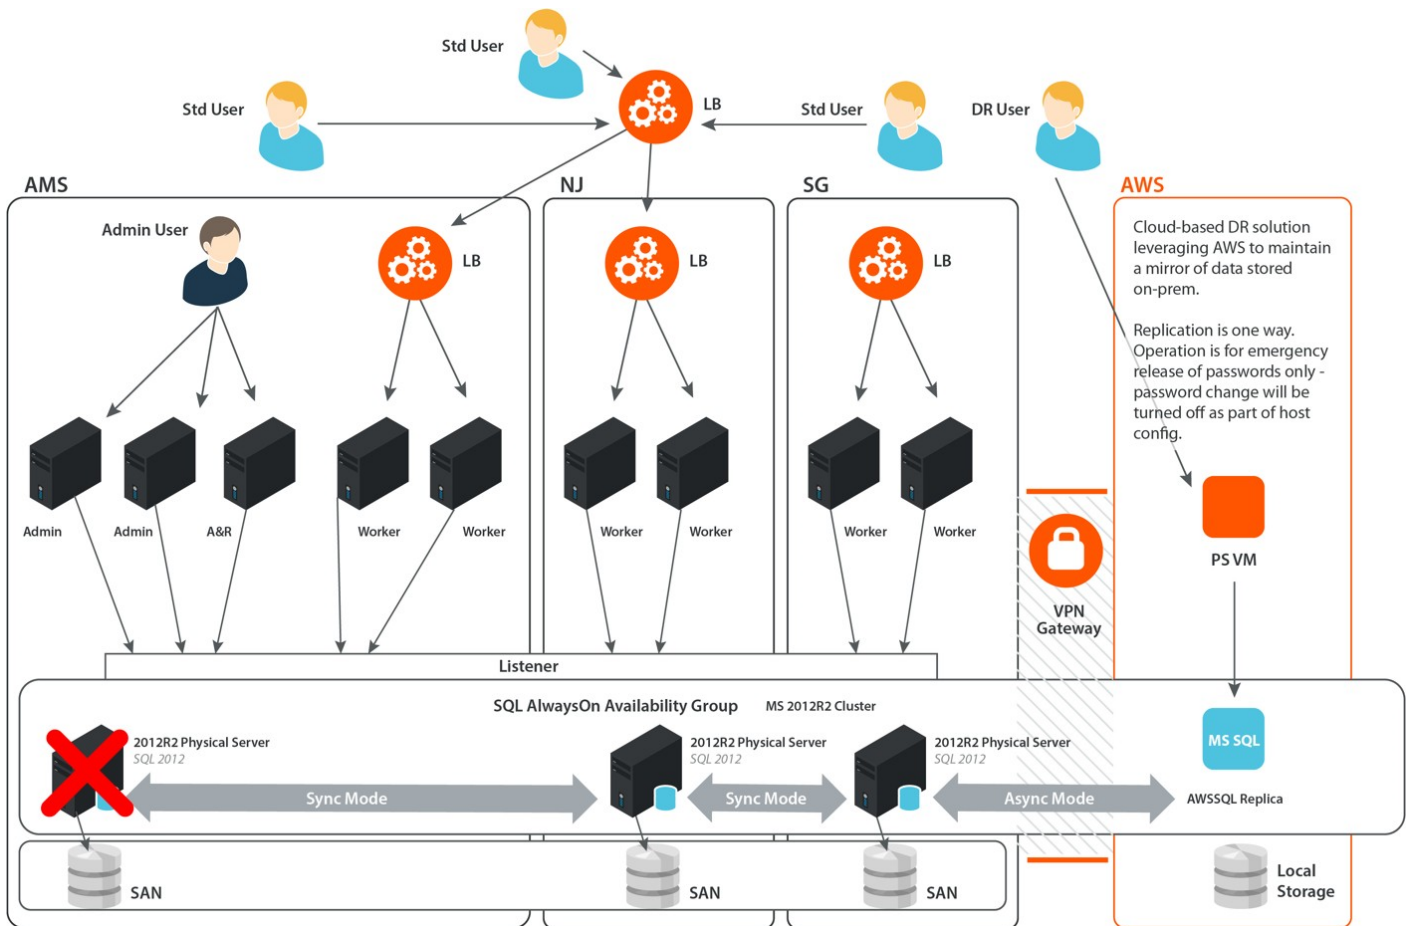 Std User
Std User
LB
Std User
DR User
AMS
NJ
SG
AWS
Admin User
LB
LB
LB
Cloud-based DR solution
leveraging AWS to maintain
a mirror of data stored
on-prem.
Replication is one way.
Operation is for emergency
release of passwords only -
password change will be
turned off as part of host
config.
Admin
Admin
A&R
Worker
Worker
Worker
Worker
Worker
Worker
PS VM
VPN
Gateway
Listener
SQL AlwaysOn Availability Group
MS 2012R2 Cluster
2012R2 Physical Server
SQL 2012
2012R2 Physical Server
SQL 2012
2012R2 Physical Server
SQL 2012
MS SQL
Sync Mode
Sync Mode
Async Mode
AWSSQL Replica
SAN
SAN
SAN
Local
Storage